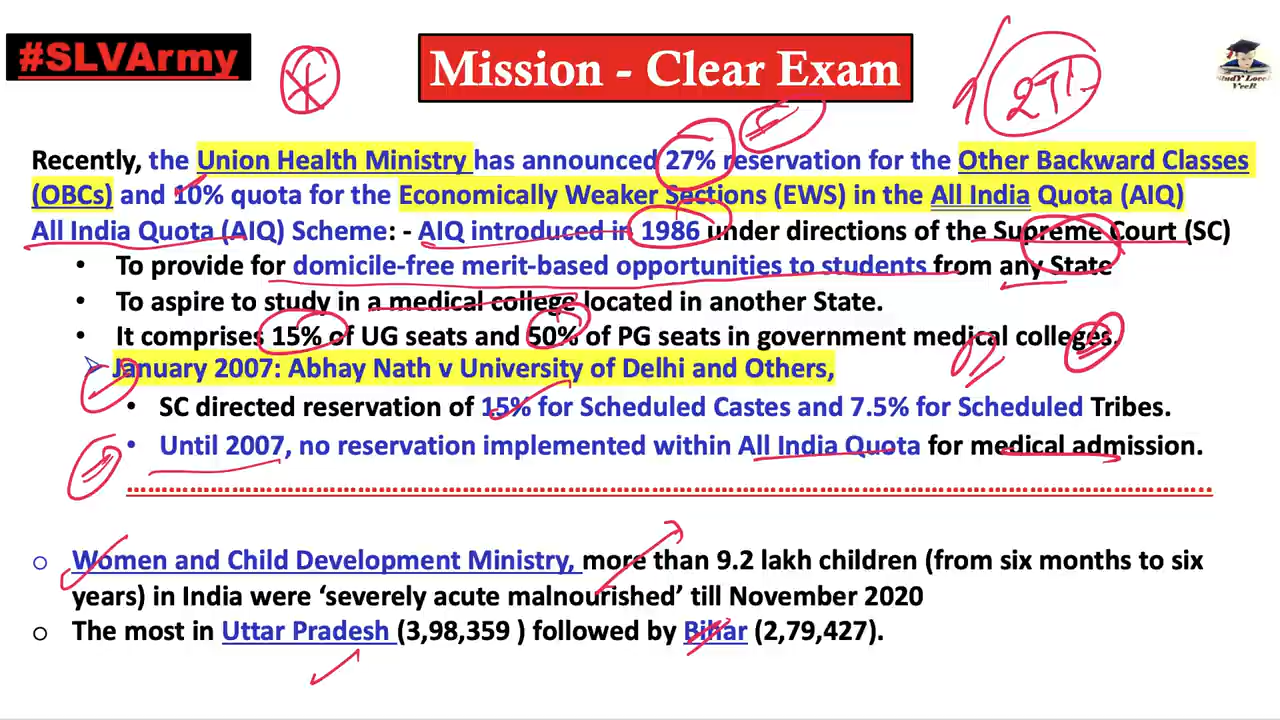 #SLVArmy
Mission - Clear Exam
StudY Lover
VeeR
Recently, the Union Health Ministry has announced 27% reservation for the Other Backward Classes
(OBCs) and 10% quota for the Economically Weaker Sections (EWS) in the All India Quota (AIQ)
All India Quota (AIQ) Scheme: - AIQ introduced in 1986 under directions of the Supreme Court (SC)
• To provide for domicile-free merit-based opportunities to students from any State
• To aspire to study in a medical college located in another State.
• It comprises 15% of UG seats and 50% of PG seats in government medical colleges.
➢ January 2007: Abhay Nath v University of Delhi and Others,
• SC directed reservation of 15% for Scheduled Castes and 7.5% for Scheduled Tribes.
• Until 2007, no reservation implemented within All India Quota for medical admission.
o Women and Child Development Ministry, more than 9.2 lakh children (from six months to six
years) in India were ‘severely acute malnourished’ till November 2020
o The most in Uttar Pradesh (3,98,359 ) followed by Bihar (2,79,427).